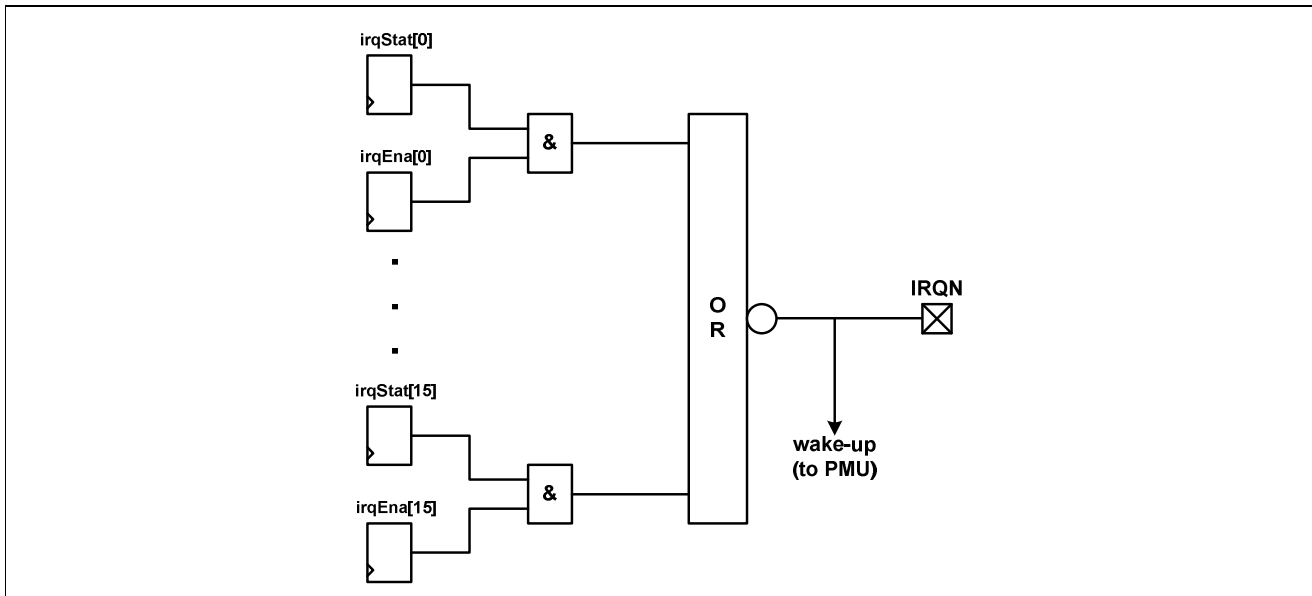 irqStat[0]
&
irqEna[0]
O
R
IRQN
irqStat[15]
wake-up
(to PMU)
&
irqEna[15]